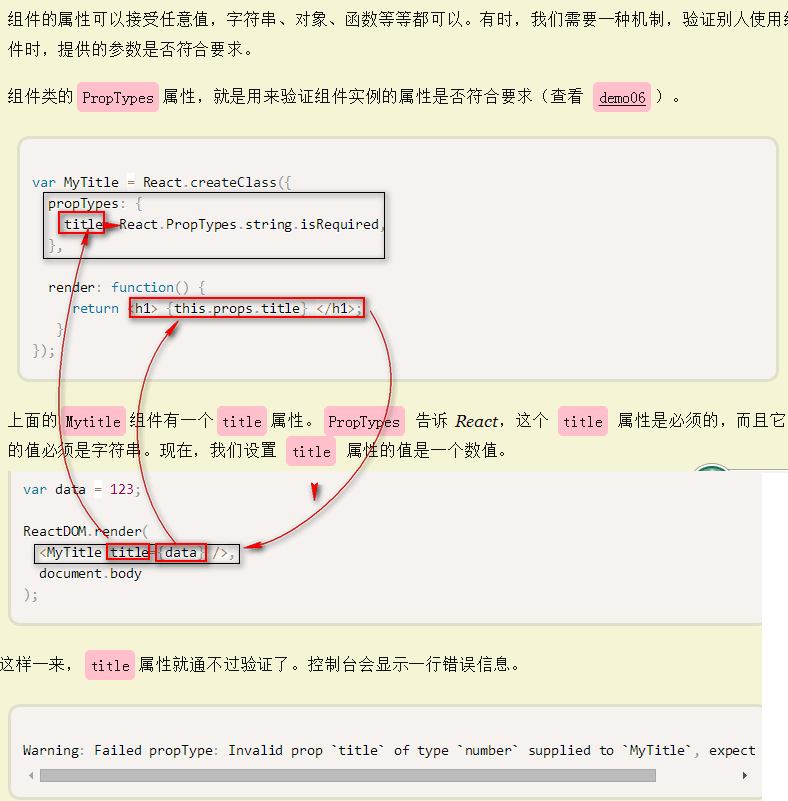 组件的属性可以接受任意值，字符串、对象、函数等等都可以。有时，我们需要一种机制，验证别人使用
件时，提供的参数是否符合要求。
组件类的 PropTypes 属性，就是用来验证组件实例的属性是否符合要求（查看 demo06 ）。
var MyTitle = React.createClass({
propTypes: {
title: React.PropTypes.string.isRequired,
},
render: function() {
return <h1> {this.props.title} </h1>;
}
});
上面的 Mytitle 组件有一个 title 属性。 PropTypes 告诉 React，这个 title 属性是必须的，而且它
的值必须是字符串。现在，我们设置 title 属性的值是一个数值。
var data = 123;
ReactDOM.render(
<MyTitle title={data} />,
document.body
);
这样一来， title 属性就通不过验证了。控制台会显示一行错误信息。
Warning: Failed propType: Invalid prop `title` of type `number` supplied to `MyTitle`, expect